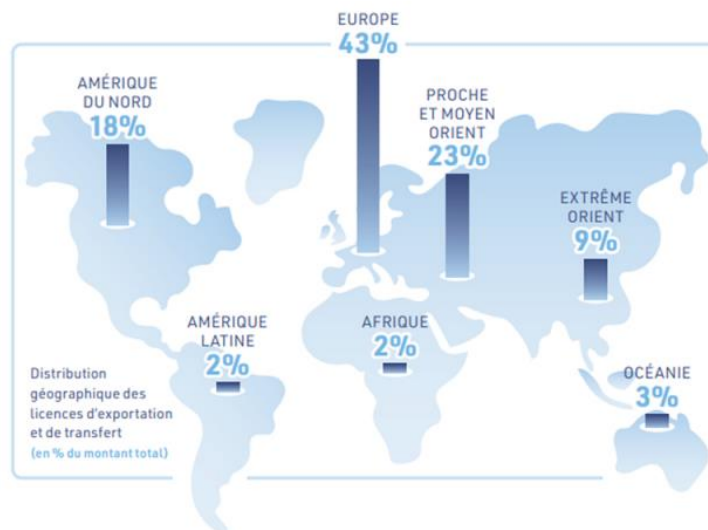 EUROPE
43%
AMÉRIQUE
DU NORD
18%
PROCHE
ET MOYEN
ORIENT
23%
EXTRÊME
ORIENT
9%
AMÉRIQUE
LATINE
2%
AFRIQUE
2%
OCÉANIE
3%
Distribution
géographique des
licences d'exportation
et de transfert
(en % du montant total)